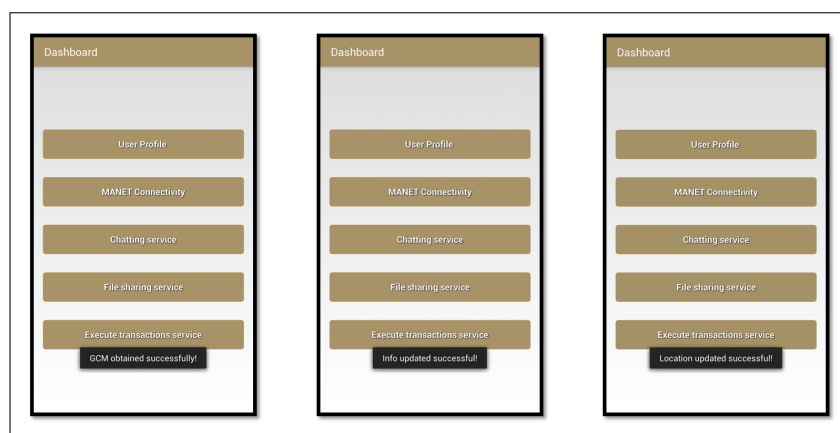 Dashboard
User Profile
MANET Connectivity
Chatting service
File sharing service
Execute transactions service
GCM obtained successfully!
Dashboard
User Profile
MANET Connectivity
Chatting service
File sharing service
Execute transactions service
Info updated successful!
Dashboard
User Profile
MANET Connectivity
Chatting service
File sharing service
Execute transactions service
Location updated successful!